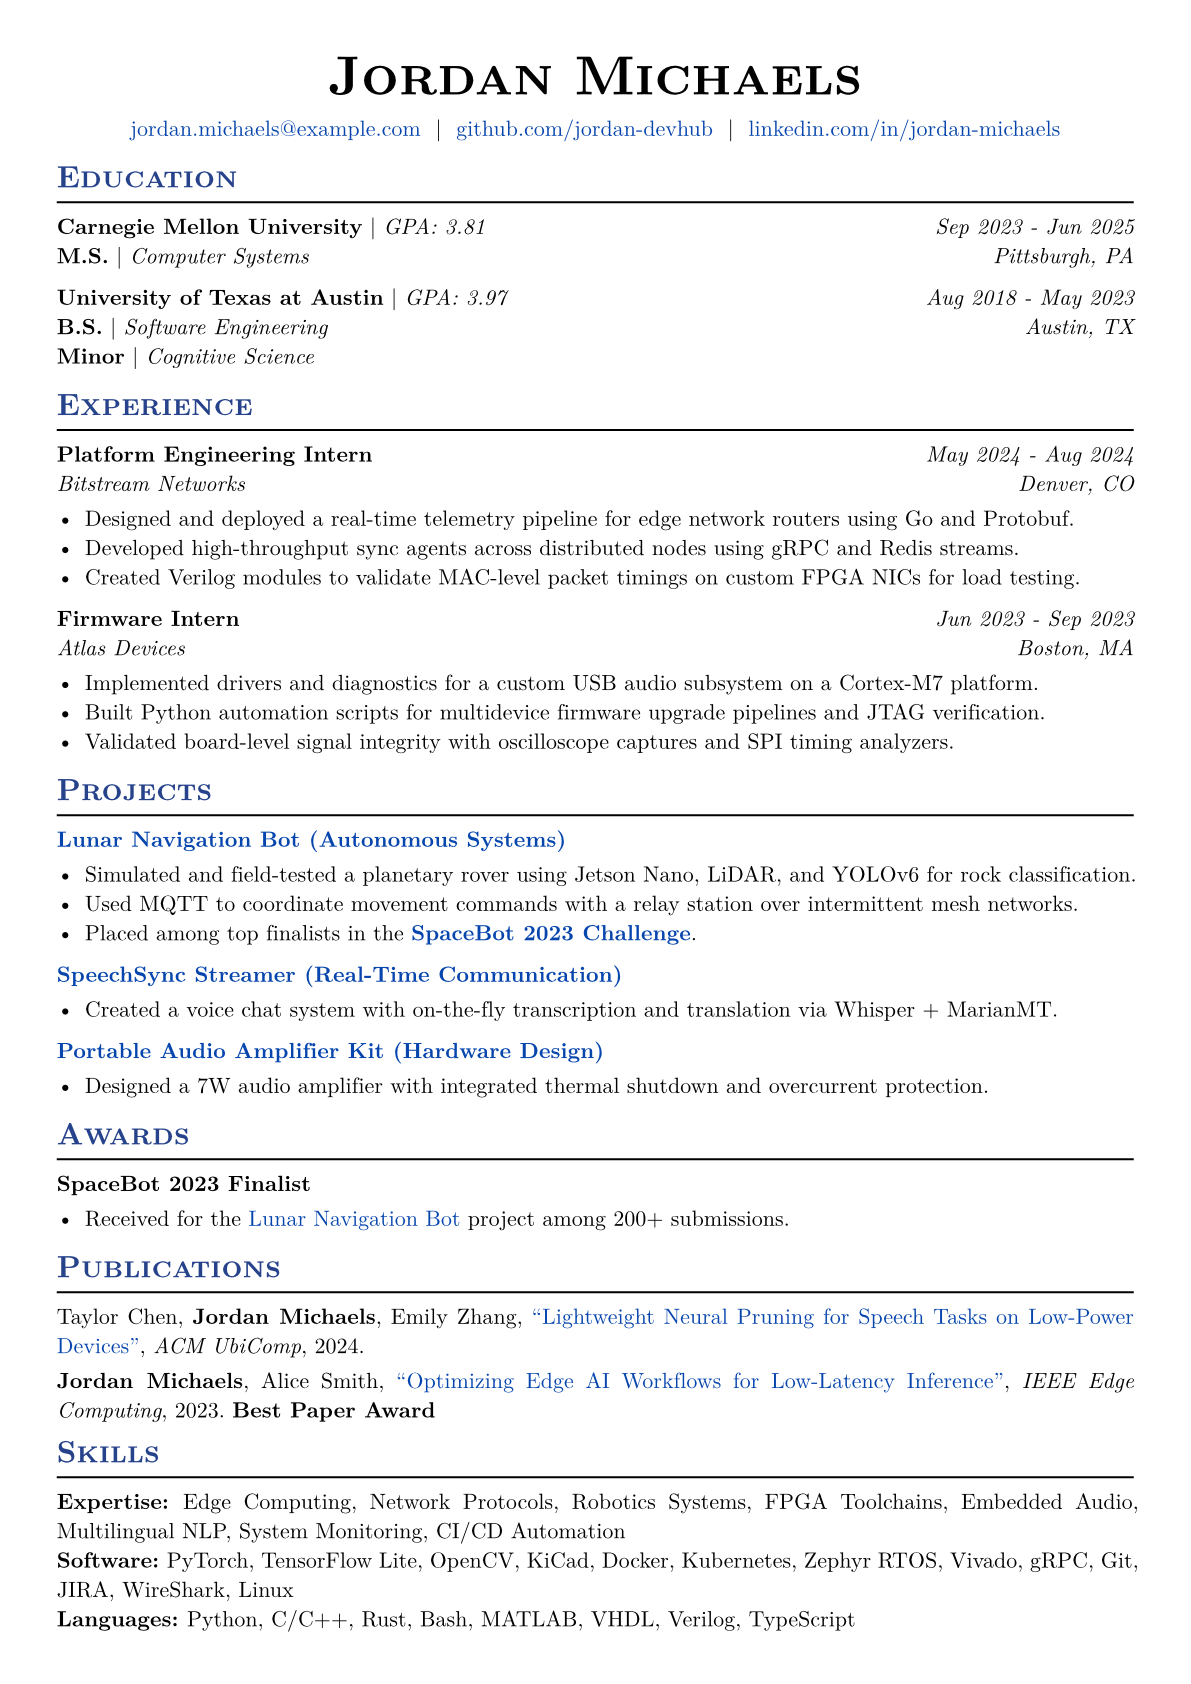 Jordan Michaels
jordan.michaels@example.com | github.com/jordan-devhub | linkedin.com/in/jordan-michaels
Education
Carnegie Mellon University | GPA: 3.81 Sep 2023 - Jun 2025
M.S. | Computer Systems Pittsburgh, PA
University of Texas at Austin | GPA: 3.97 Aug 2018 - May 2023
B.S. | Software Engineering Austin, TX
Minor | Cognitive Science
Experience
Platform Engineering Intern May 2024 - Aug 2024
Bitstream Networks Denver, CO
• Designed and deployed a real-time telemetry pipeline for edge network routers using Go and Protobuf.
• Developed high-throughput sync agents across distributed nodes using gRPC and Redis streams.
• Created Verilog modules to validate MAC-level packet timings on custom FPGA NICs for load testing.
Firmware Intern Jun 2023 - Sep 2023
Atlas Devices Boston, MA
• Implemented drivers and diagnostics for a custom USB audio subsystem on a Cortex-M7 platform.
• Built Python automation scripts for multidevice firmware upgrade pipelines and JTAG verification.
• Validated board-level signal integrity with oscilloscope captures and SPI timing analyzers.
Projects
Lunar Navigation Bot (Autonomous Systems)
• Simulated and field-tested a planetary rover using Jetson Nano, LiDAR, and YOLOv6 for rock classification.
• Used MQTT to coordinate movement commands with a relay station over intermittent mesh networks.
• Placed among top finalists in the SpaceBot 2023 Challenge.
SpeechSync Streamer (Real-Time Communication)
• Created a voice chat system with on-the-fly transcription and translation via Whisper + MarianMT.
Portable Audio Amplifier Kit (Hardware Design)
• Designed a 7W audio amplifier with integrated thermal shutdown and overcurrent protection.
Awards
SpaceBot 2023 Finalist
• Received for the Lunar Navigation Bot project among 200+ submissions.
Publications
Taylor Chen, Jordan Michaels, Emily Zhang, “Lightweight Neural Pruning for Speech Tasks on Low-Power
Devices”, ACM UbiComp, 2024.
Jordan Michaels, Alice Smith, “Optimizing Edge AI Workflows for Low-Latency Inference”, IEEE Edge
Computing, 2023. Best Paper Award
Skills
Expertise: Edge Computing, Network Protocols, Robotics Systems, FPGA Toolchains, Embedded Audio,
Multilingual NLP, System Monitoring, CI/CD Automation
Software: PyTorch, TensorFlow Lite, OpenCV, KiCad, Docker, Kubernetes, Zephyr RTOS, Vivado, gRPC, Git,
JIRA, WireShark, Linux
Languages: Python, C/C++, Rust, Bash, MATLAB, VHDL, Verilog, TypeScript